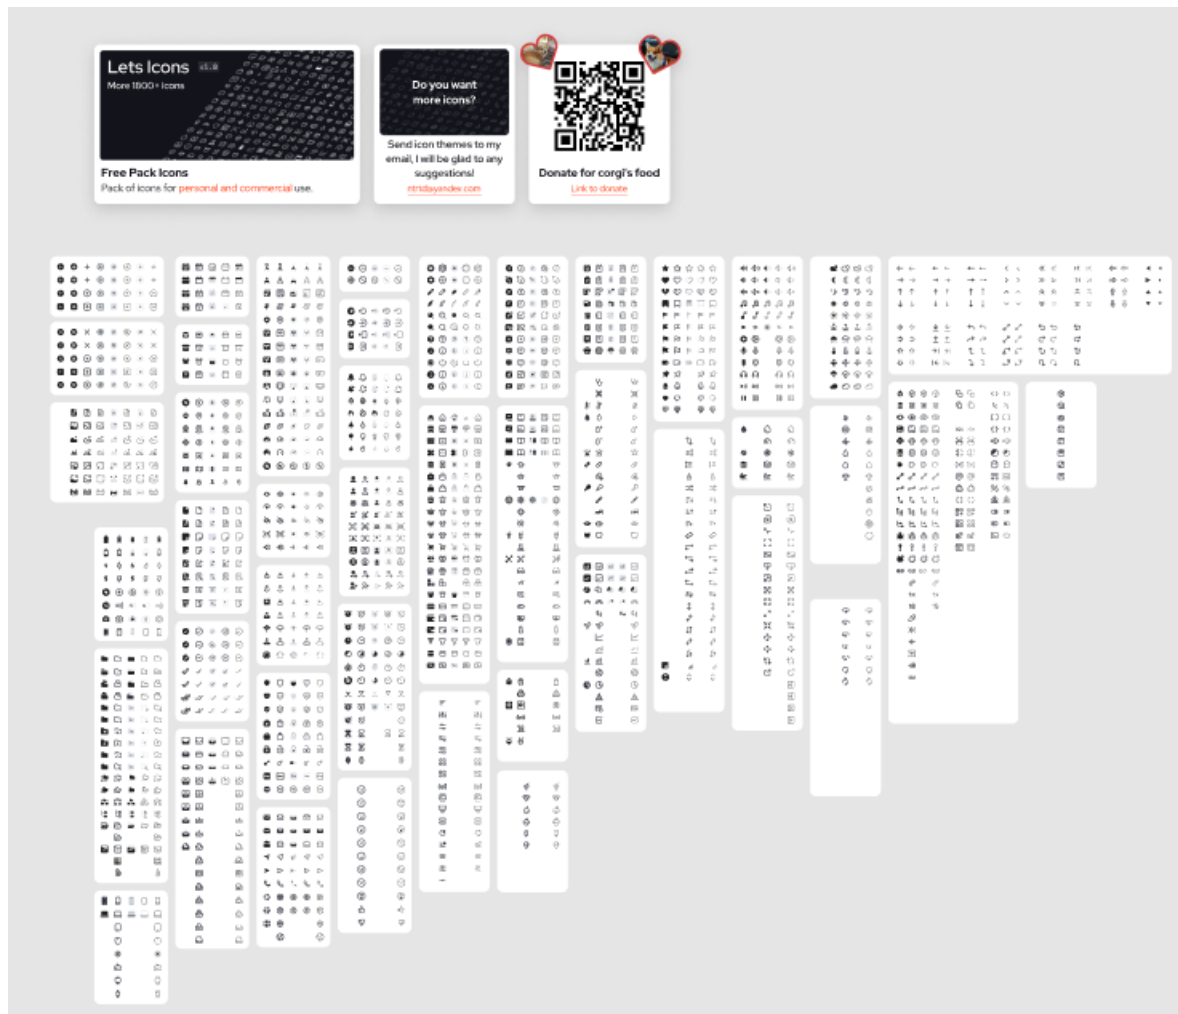 Lets Icons v1.0
More 1800+ icons
Free Pack Icons
Pack of icons for personal and commercial use.
Do you want
more icons?
Send icon themes to my
email, I will be glad to any
suggestions!
Donate for corgi's food
Link to donate